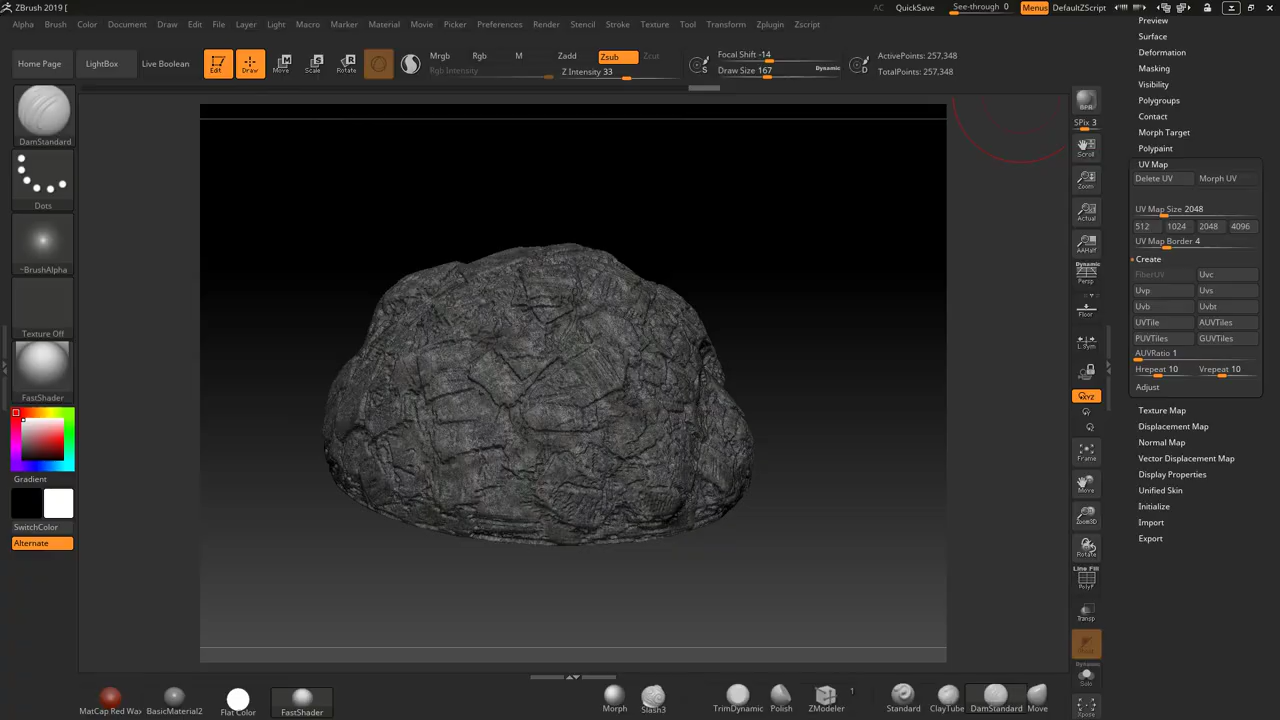 ZBrush 2019 [
AC QuickSave See-through 0 Menus DefaultZScript
Alpha Brush Color Document Draw Edit File Layer Light Macro Marker Material Movie Picker Preferences Render Stencil Stroke Texture Tool Transform Zplugin Zscript
Home Page LightBox Live Boolean Edit Draw Move Scale Rotate
Mrgb Rgb M Zadd Zsub Zcut
Rgb Intensity Z Intensity 33
Focal Shift -14
Draw Size 167 Dynamic
S D
ActivePoints: 257,348
TotalPoints: 257,348
DamStandard
Dots
~BrushAlpha
Texture Off
FastShader
Gradient
SwitchColor
Alternate
BPR
SPix 3
Scroll
Zoom
Actual
AAHalf
Dynamic
Persp
Floor
L.Sym
XYZ
Frame
Move
Zoom3D
Rotate
Line Fill
PolyF
Transp
Dynamic
Solo
Xpose
Preview
Surface
Deformation
Masking
Visibility
Polygroups
Contact
Morph Target
Polypaint
UV Map
Delete UV Morph UV
UV Map Size 2048
512 1024 2048 4096
UV Map Border 4
Create
FiberUV Uvc
Uvp Uvs
Uvb Uvbt
UVTile AUVTiles
PUVTiles GUVTiles
AUVRatio 1
Hrepeat 10 Vrepeat 10
Adjust
Texture Map
Displacement Map
Normal Map
Vector Displacement Map
Display Properties
Unified Skin
Initialize
Import
Export
MatCap Red Wax BasicMaterial2 Flat Color FastShader Morph Slash3 TrimDynamic Polish ZModeler 1 Standard ClayTube DamStandard Move